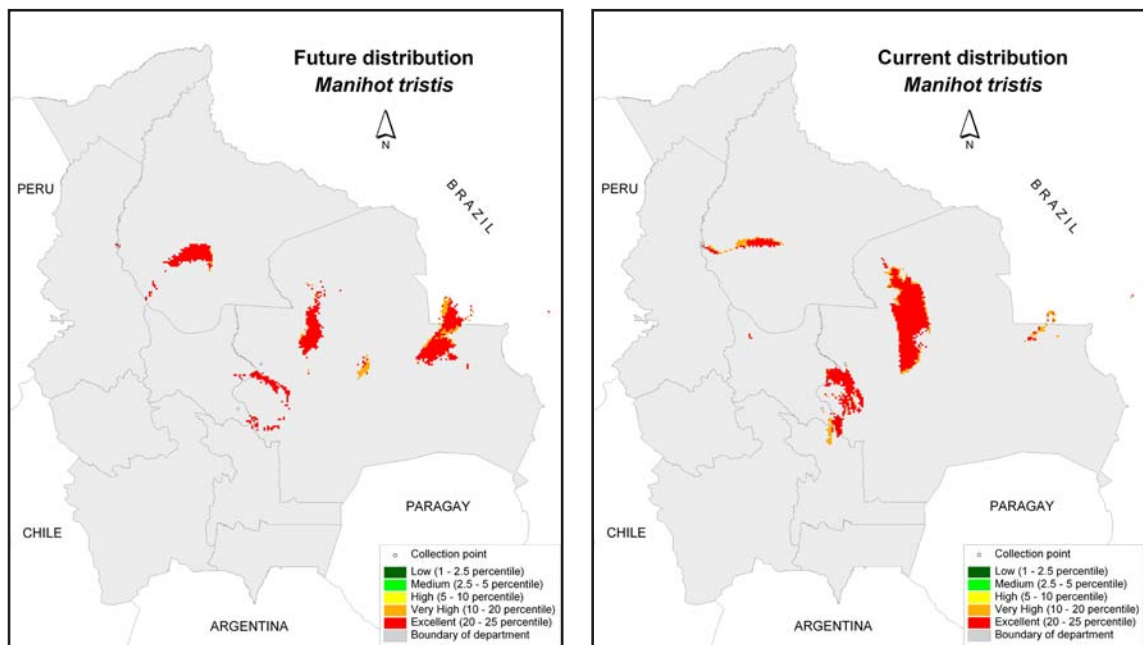 Future distribution
Manihot tristis
N
PERU
BRAZIL
PARAGAY
CHILE
ARGENTINA
Collection point
Low (1 - 2.5 percentile)
Medium (2.5 - 5 percentile)
High (5 - 10 percentile)
Very High (10 - 20 percentile)
Excellent (20 - 25 percentile)
Boundary of department
Current distribution
Manihot tristis
N
PERU
BRAZIL
PARAGAY
CHILE
ARGENTINA
Collection point
Low (1 - 2.5 percentile)
Medium (2.5 - 5 percentile)
High (5 - 10 percentile)
Very High (10 - 20 percentile)
Excellent (20 - 25 percentile)
Boundary of department